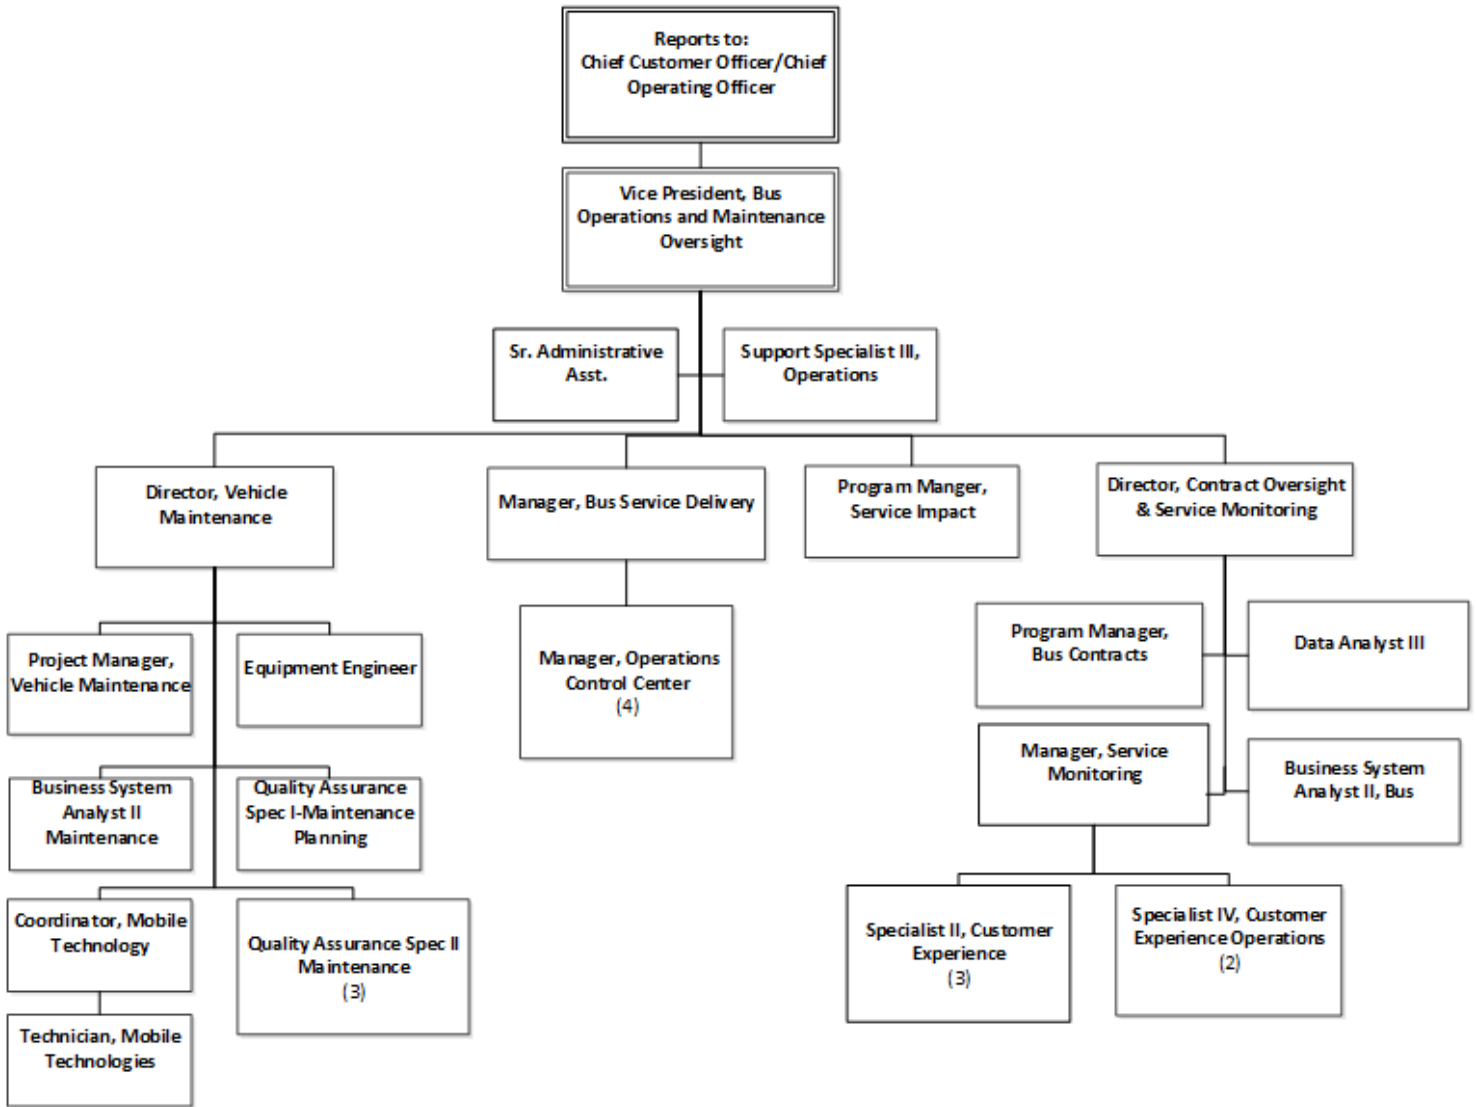 Reports to:
Chief Customer Officer/Chief
Operating Officer
Vice President, Bus
Operations and Maintenance
Oversight
Sr. Administrative
Asst.
Support Specialist III,
Operations
Director, Vehicle
Maintenance
Manager, Bus Service Delivery
Program Manger,
Service Impact
Director, Contract Oversight
& Service Monitoring
Project Manager,
Vehicle Maintenance
Equipment Engineer
Manager, Operations
Control Center
(4)
Program Manager,
Bus Contracts
Data Analyst III
Business System
Analyst II
Maintenance
Quality Assurance
Spec I-Maintenance
Planning
Manager, Service
Monitoring
Business System
Analyst II, Bus
Coordinator, Mobile
Technology
Quality Assurance Spec II
Maintenance
(3)
Specialist II, Customer
Experience
(3)
Specialist IV, Customer
Experience Operations
(2)
Technician, Mobile
Technologies